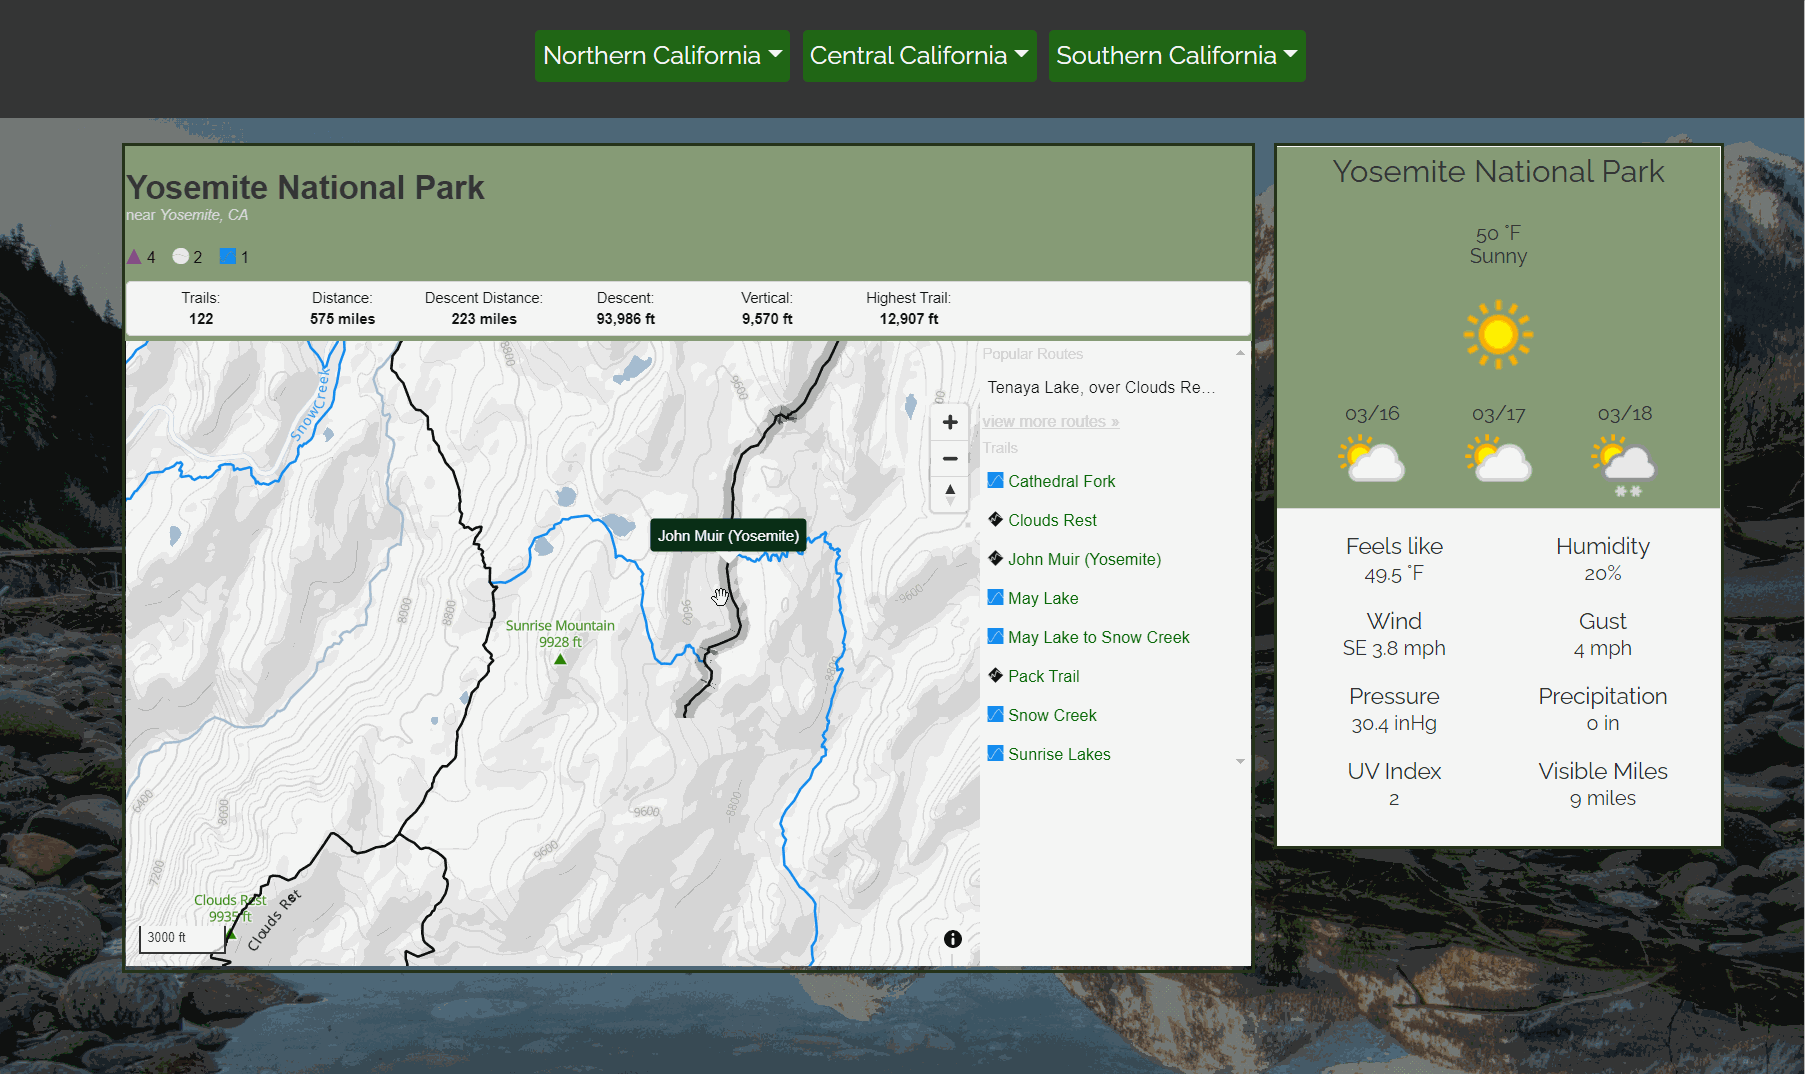 Northern California
Central California
Southern California
Yosemite National Park
near Yosemite, CA
4
2
1
Trails:
122
Distance:
575 miles
Descent Distance:
223 miles
Descent:
93,986 ft
Vertical:
9,570 ft
Highest Trail:
12,907 ft
SnowCreek
8800
9600
8000
8800
9600
9600
8800
John Muir (Yosemite)
Sunrise Mountain
9928 ft
6400
8000
7200
9600
9600
8800
Clouds Rest
9935 ft
Clouds Rest
3000 ft
Popular Routes
Tenaya Lake, over Clouds Re...
view more routes »
Trails
Cathedral Fork
Clouds Rest
John Muir (Yosemite)
May Lake
May Lake to Snow Creek
Pack Trail
Snow Creek
Sunrise Lakes
Yosemite National Park
50 °F
Sunny
03/16
03/17
03/18
Feels like
49.5 °F
Humidity
20%
Wind
SE 3.8 mph
Gust
4 mph
Pressure
30.4 inHg
Precipitation
0 in
UV Index
2
Visible Miles
9 miles